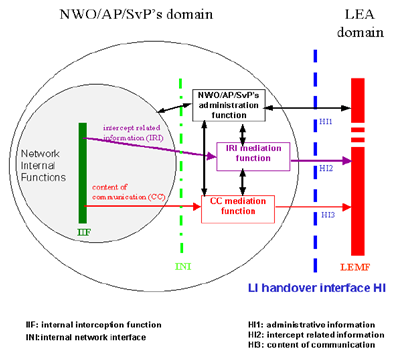 NWO/AP/SvP's domain
LEA
domain
NWO/AP/SvP's
administration
function
HI1
intercept related
information (IRI)
IRI mediation
function
HI2
Network
Internal
Functions
content of
communication (CC)
CC mediation
function
HI3
IIF
INI
LEMF
LI handover interface HI
IIF: internal interception function
INI:internal network interface
HI1: administrative information
HI2: intercept related information
HI3: content of communication